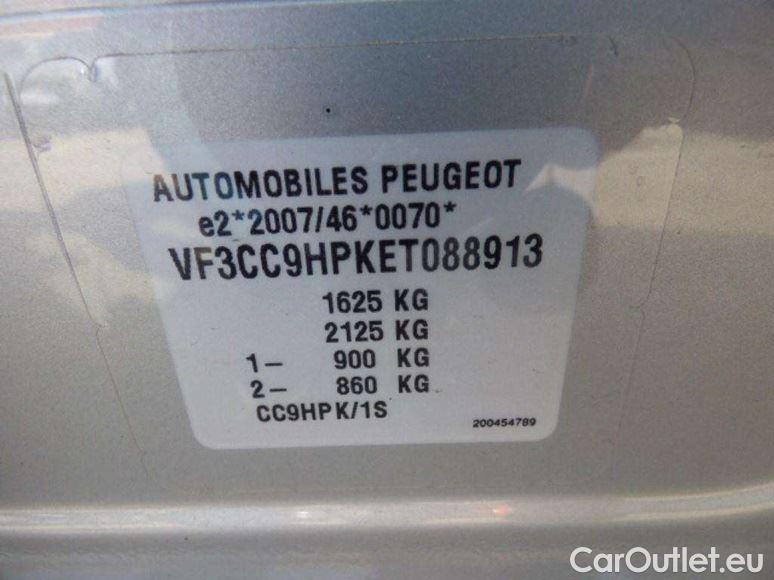 AUTOMOBILES PEUGEOT
e2*2007/46*0070*
VF3CC9HPKET088913
1625 KG
2125 KG
1- 900 KG
2- 860 KG
CC9HPK/1S
200454789
CarOutlet.eu